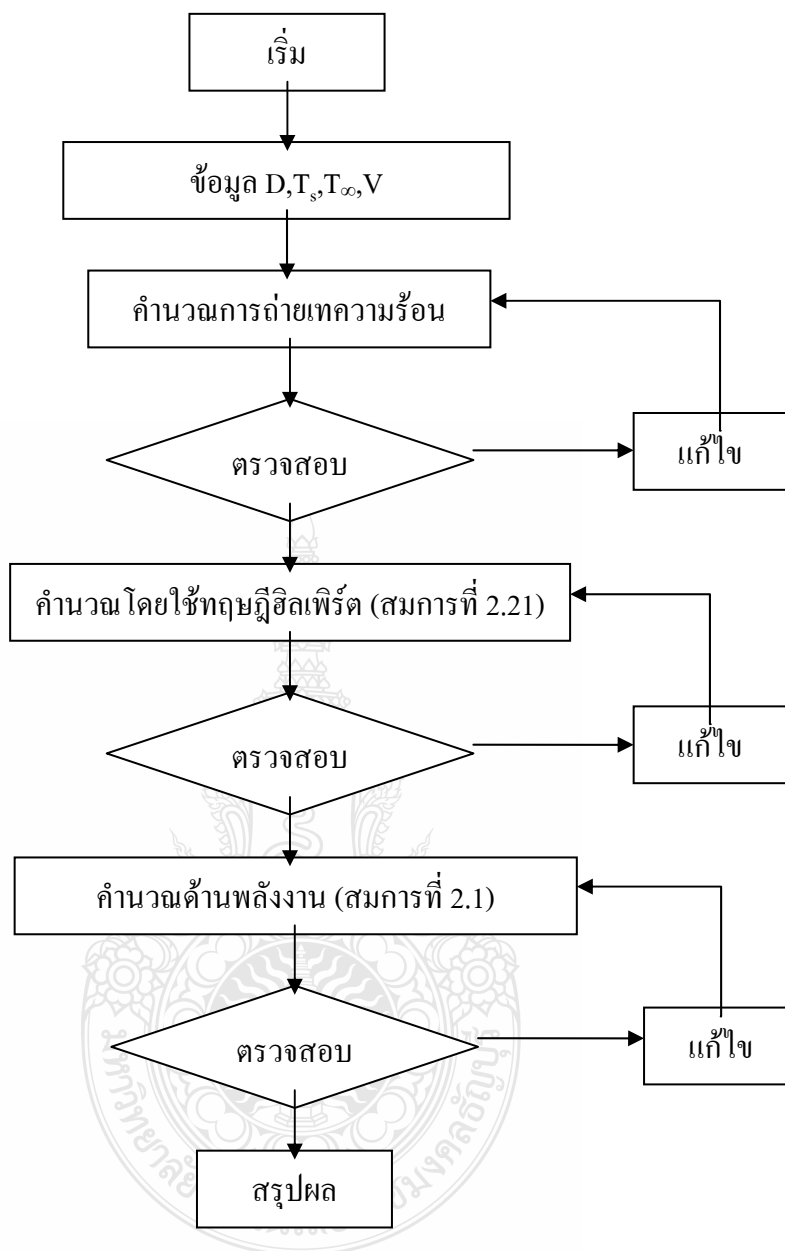 เริ่ม
ข้อมูล D,Tₛ,T∞,V
คำนวณการถ่ายเทความร้อน
ตรวจสอบ
แก้ไข
คำนวณโดยใช้ทฤษฎีฮิลเพิร์ต (สมการที่ 2.21)
ตรวจสอบ
แก้ไข
คำนวณด้านพลังงาน (สมการที่ 2.1)
ตรวจสอบ
แก้ไข
สรุปผล